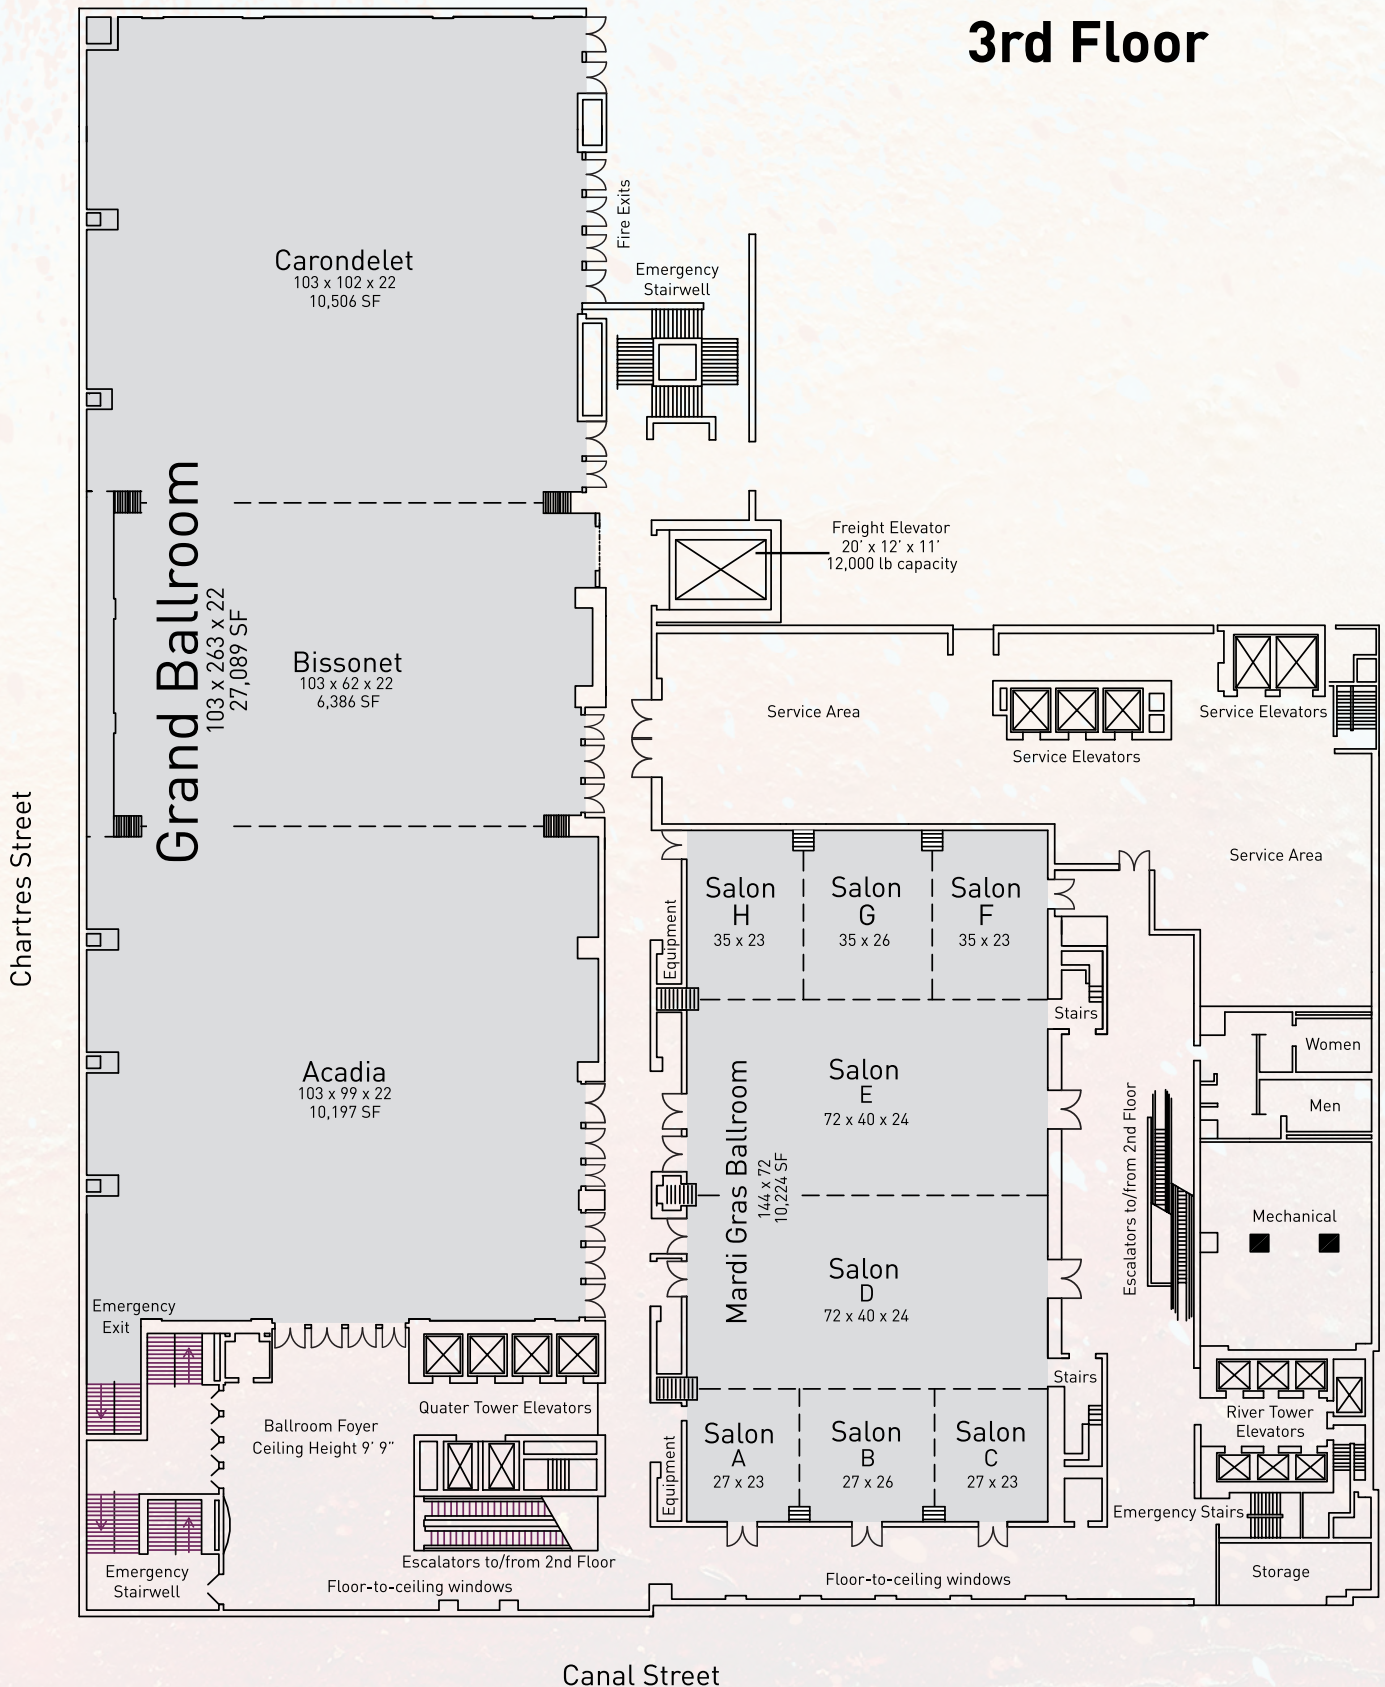 3rd Floor
Carondelet
103 x 102 x 22
10,506 SF
Fire Exits
Emergency
Stairwell
Grand Ballroom
103 x 263 x 22
27,089 SF
Freight Elevator
20' x 12' x 11'
12,000 lb capacity
Bissonet
103 x 62 x 22
6,386 SF
Service Area
Service Elevators
Service Elevators
Chartres Street
Service Area
Equipment
Salon
H
35 x 23
Salon
G
35 x 26
Salon
F
35 x 23
Stairs
Women
Men
Acadia
103 x 99 x 22
10,197 SF
Salon
E
72 x 40 x 24
Mardi Gras Ballroom
144 x 72
10,224 SF
Escalators to/from 2nd Floor
Mechanical
Salon
D
72 x 40 x 24
Emergency
Exit
Stairs
Ballroom Foyer
Ceiling Height 9' 9"
Quater Tower Elevators
River Tower
Elevators
Equipment
Salon
A
27 x 23
Salon
B
27 x 26
Salon
C
27 x 23
Emergency Stairs
Escalators to/from 2nd Floor
Emergency
Stairwell
Floor-to-ceiling windows
Floor-to-ceiling windows
Storage
Canal Street